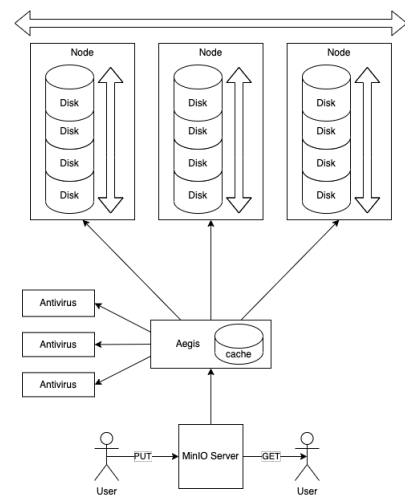 Node Node Node
Disk Disk Disk
Disk Disk Disk
Disk Disk Disk
Disk Disk Disk
Antivirus
Aegis
Antivirus
cache
Antivirus
PUT MinIO Server GET
User User